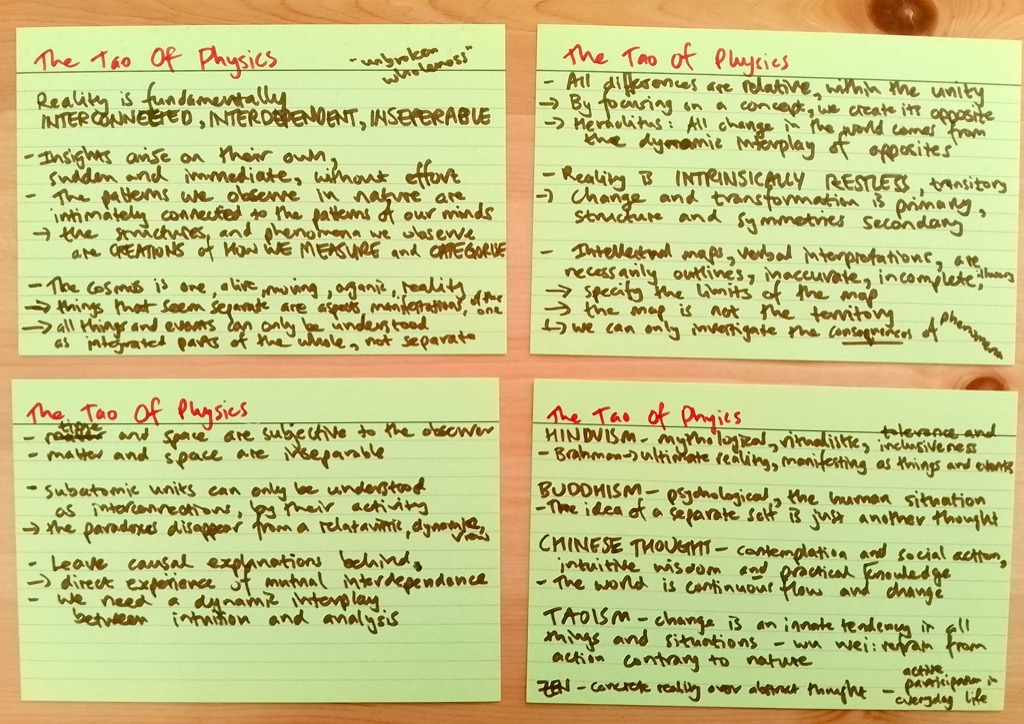 The Tao Of Physics
- "unbroken
wholeness"
Reality is fundamentally
INTERCONNECTED, INTERDEPENDENT, INSEPERABLE
- Insights arise on their own,
sudden and immediate, without effort
- The patterns we observe in nature are
intimately connected to the patterns of our minds
→ the structures, and phenomena we observe
are CREATIONS of HOW WE MEASURE and CATEGORISE
- The cosmos is one, alive, moving, organic, reality
→ things that seem separate are aspects, manifestations, of the one
→ all things and events can only be understood
as integrated parts of the whole, not separate
The Tao Of Physics
- All differences are relative, within the unity
→ By focusing on a concept, we create its opposite
→ Heraclitus: All change in the world comes from
the dynamic interplay of opposites
- Reality is INTRINSICALLY RESTLESS, transitory
→ Change and transformation is primary,
structure and symmetries secondary
- Intellectual maps, verbal interpretations, are
necessarily outlines, inaccurate, incomplete, illusory
→ specify the limits of the map
→ the map is not the territory
↳ we can only investigate the consequences of phenomena
The Tao Of Physics
- time and space are subjective to the observer
- matter and space are inseparable
- Subatomic units can only be understood
as interconnections, by their activity
→ the paradoxes disappear from a relatavistic, dynamic, view
- Leave causal explanations behind,
→ direct experience of mutual interdependence
- we need a dynamic interplay
between intuition and analysis
The Tao Of Phyics
HINDUISM - mythological, ritualistic, tolerance and
inclusiveness
- Brahman → ultimate reality, manifesting as things and events
BUDDHISM - psychological, the human situation
- The idea of a separate self is just another thought
CHINESE THOUGHT - contemplation and social action,
intuitive wisdom and practical knowledge
- The world is continuous flow and change
TAOISM - change is an innate tendency in all
things and situations - wu wei: refrain from
action contrary to nature
ZEN - concrete reality over abstract thought - active
participation in
everyday life